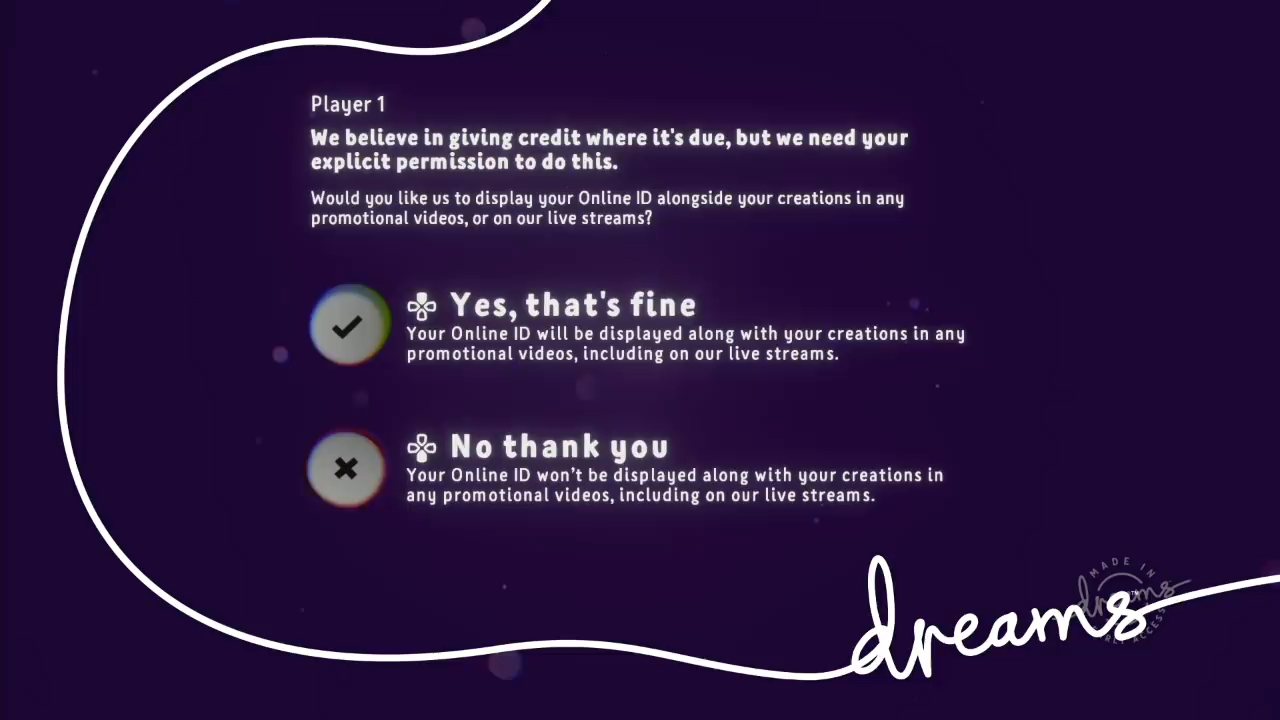 Player 1
We believe in giving credit where it's due, but we need your
explicit permission to do this.
Would you like us to display your Online ID alongside your creations in any
promotional videos, or on our live streams?
Yes, that's fine
Your Online ID will be displayed along with your creations in any
promotional videos, including on our live streams.
No thank you
Your Online ID won't be displayed along with your creations in
any promotional videos, including on our live streams.
MADE IN
dreams
ACCESS
dreams